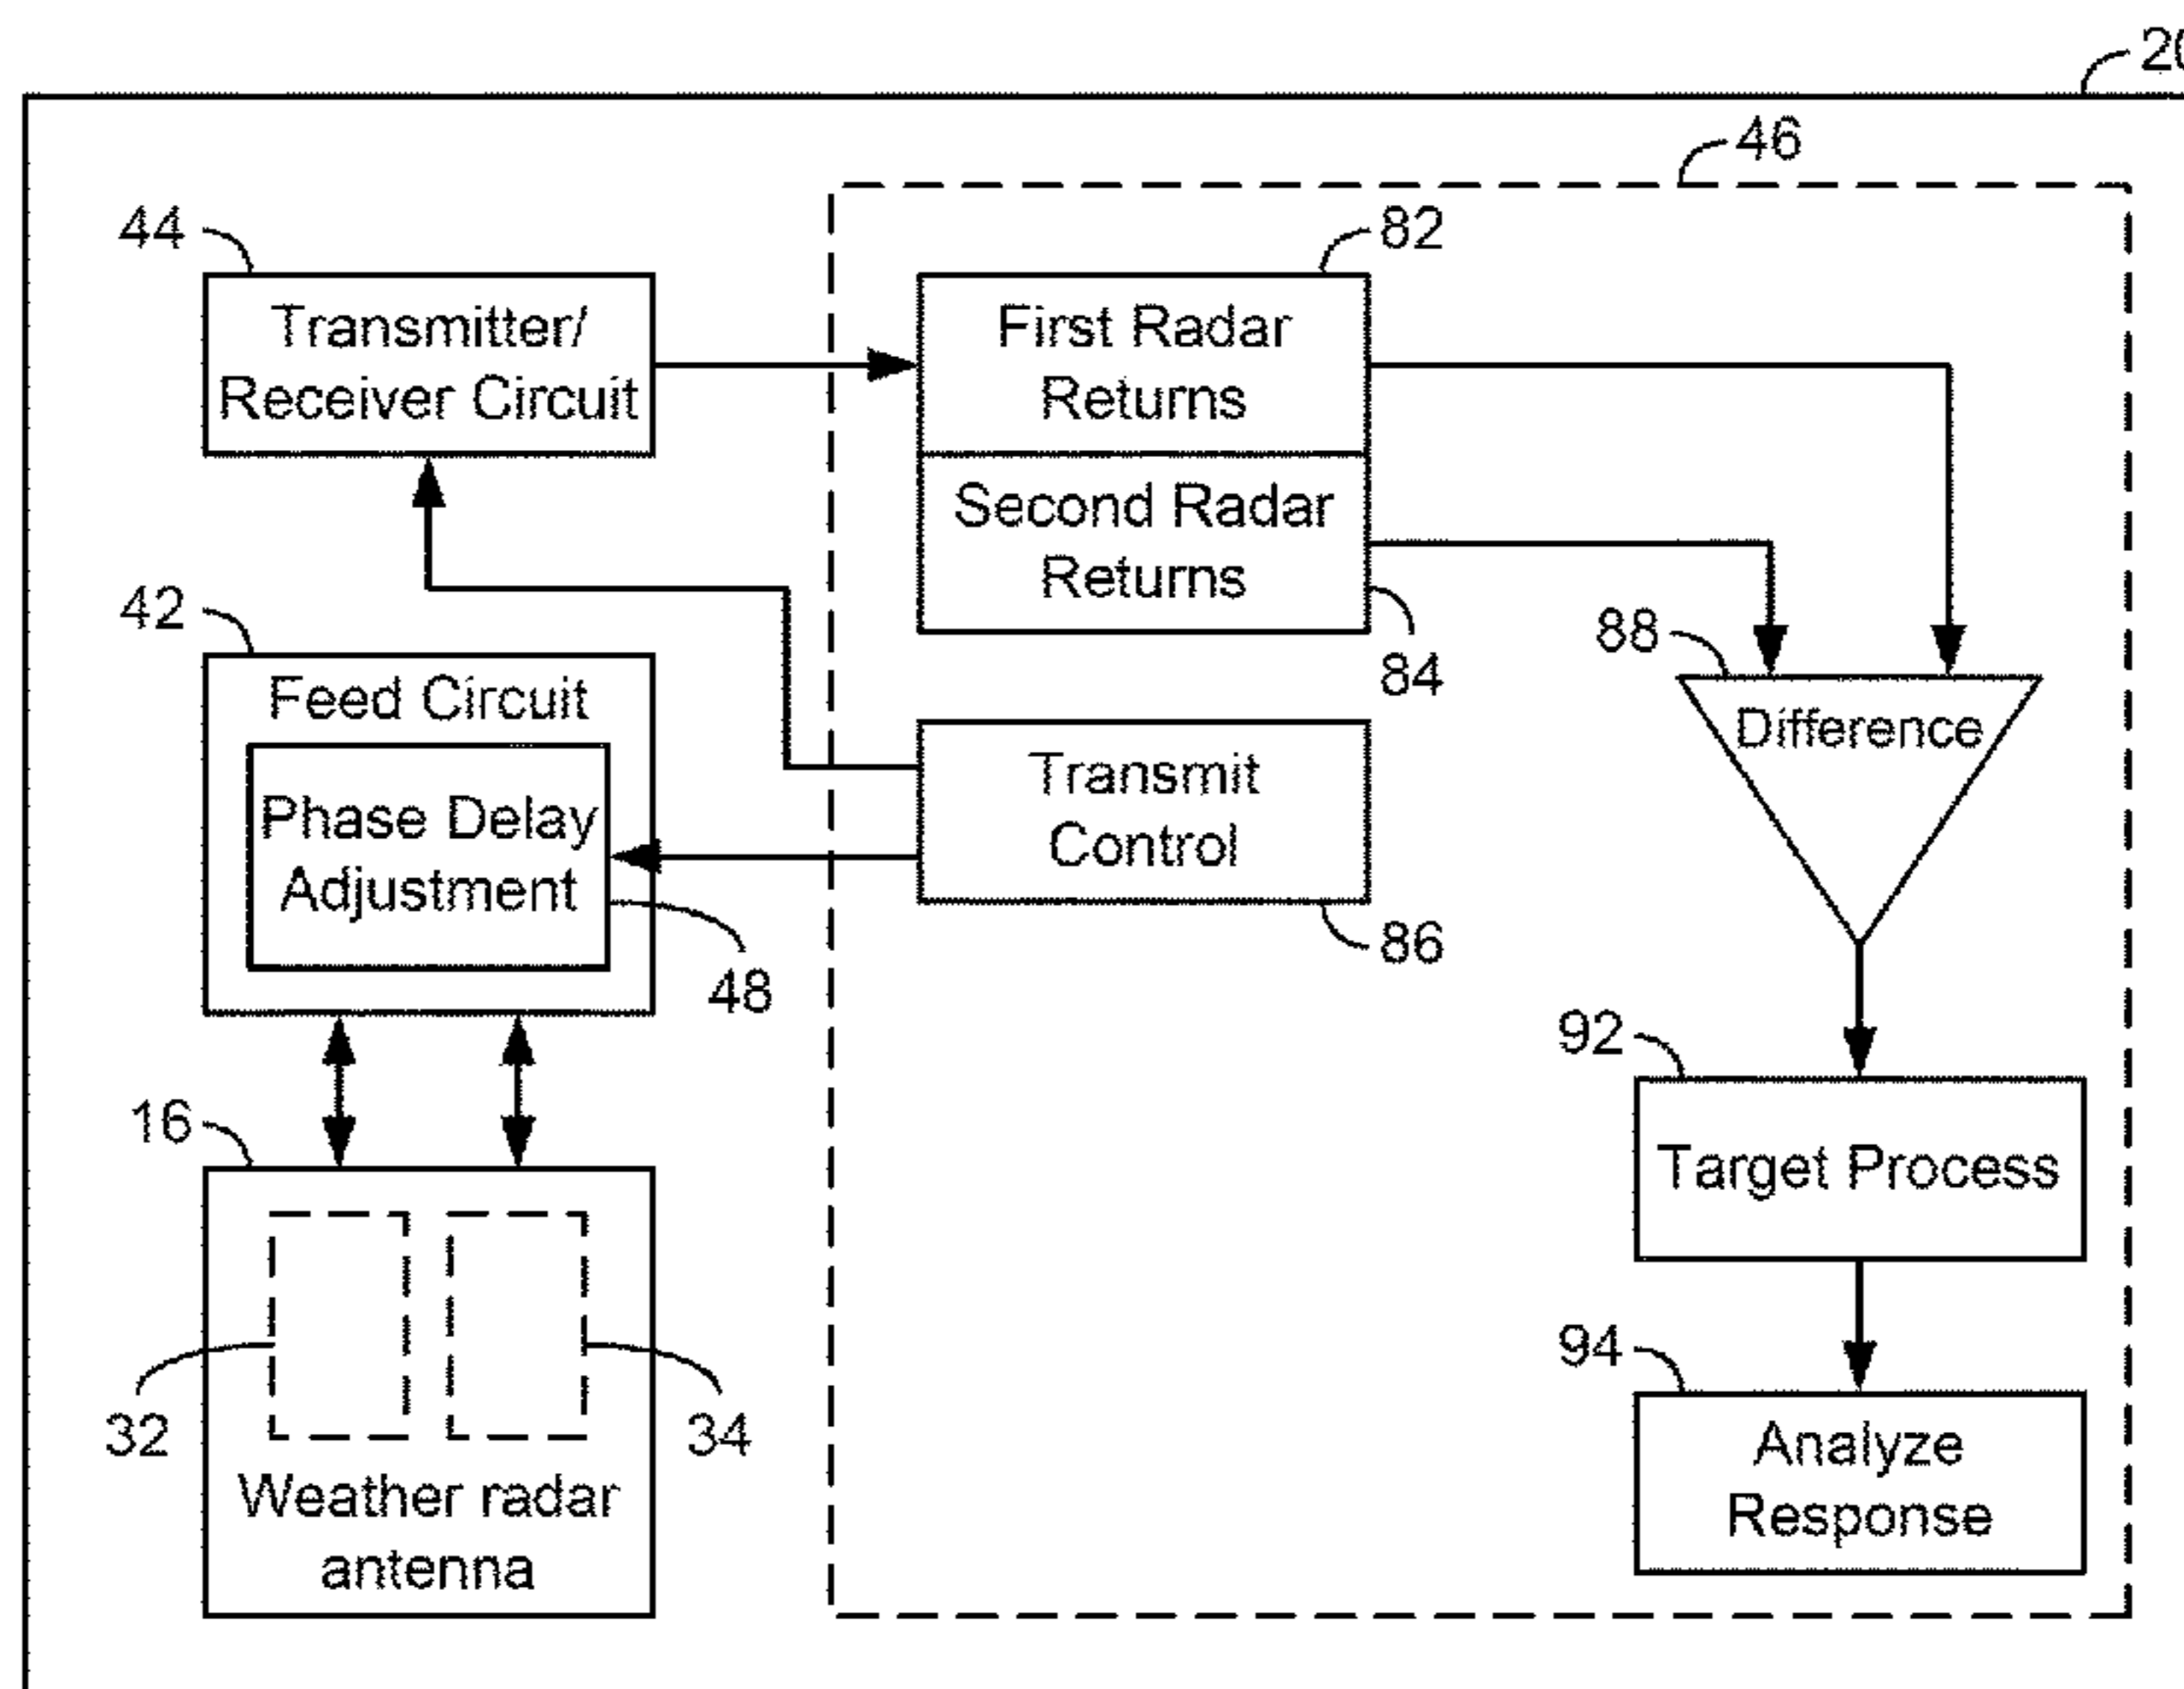 20
46
44
82
Transmitter/
Receiver Circuit
First Radar
Returns
Second Radar
Returns
84
42
Feed Circuit
Phase Delay
Adjustment
48
88
Difference
Transmit
Control
86
92
Target Process
16
32
34
Weather radar
antenna
94
Analyze
Response